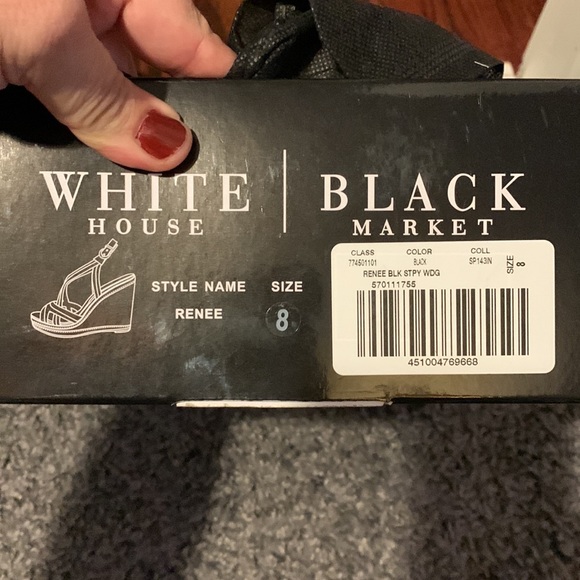 WHITE | BLACK
HOUSE MARKET
STYLE NAME SIZE
RENEE 8
CLASS COLOR COLL
774501101 BLACK SP143IN
RENEE BLK STPY WDG
570111755
SIZE 8
451004769668